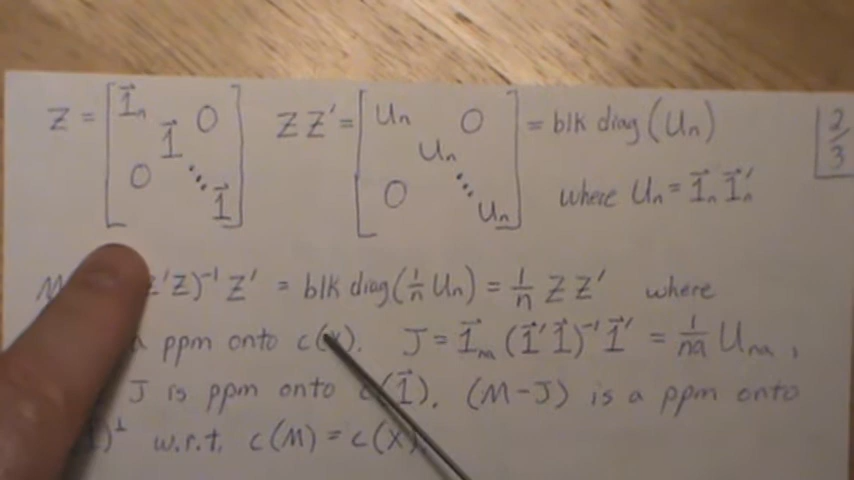 Z = [1⃗ₙ 0 1⃗ 0 ⋱ 1⃗] ZZ' = [Uₙ 0 Uₙ 0 ⋱ Uₙ] = blk diag(Uₙ)
where Uₙ = 1⃗ₙ 1⃗ₙ'
2/3
M 'Z)⁻¹ Z' = blk diag(1/n Uₙ) = 1/n ZZ' where
ppm onto c(X). J = 1⃗ₙₐ (1⃗'1⃗)⁻¹ 1⃗' = 1/na Uₙₐ,
J is ppm onto c(1⃗). (M-J) is a ppm onto
)⊥ w.r.t. c(M) = c(X).